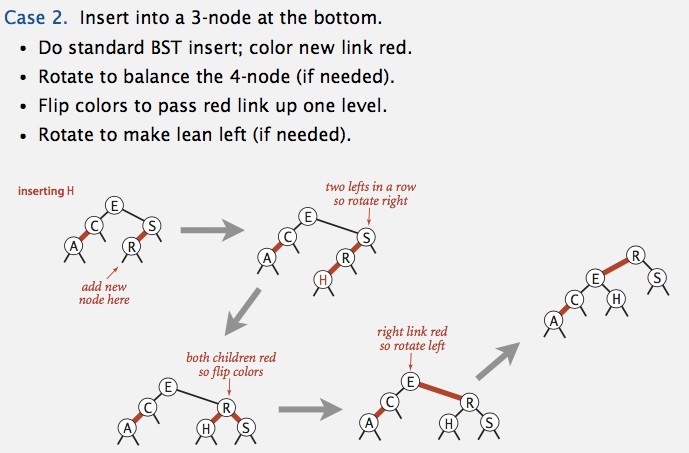 Case 2. Insert into a 3-node at the bottom.
• Do standard BST insert; color new link red.
• Rotate to balance the 4-node (if needed).
• Flip colors to pass red link up one level.
• Rotate to make lean left (if needed).
inserting H
E
C
S
A
R
add new
node here
two lefts in a row
so rotate right
E
C
S
A
R
H
both children red
so flip colors
E
C
R
A
H
S
right link red
so rotate left
E
C
R
A
H
S
R
E
S
C
H
A